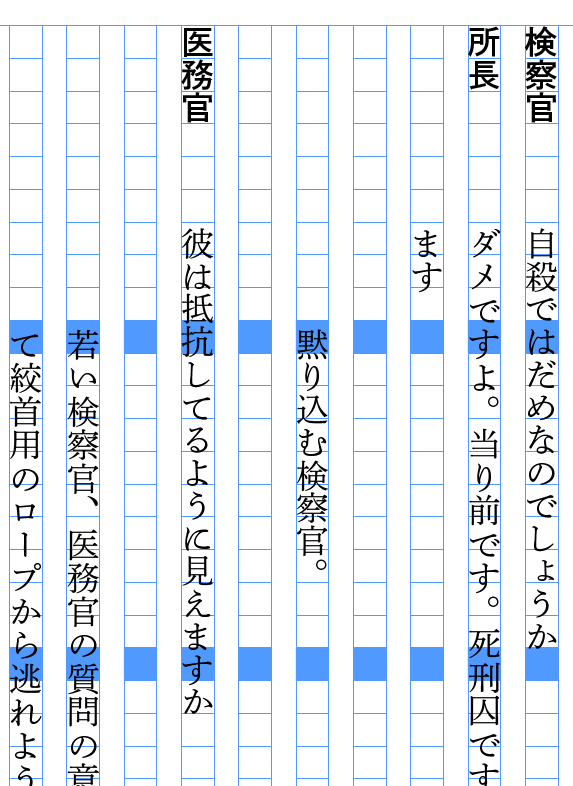 検察官 自殺ではだめなのでしょうか
所長 ダメですよ。当り前です。死刑囚です
ます
黙り込む検察官。
医務官 彼は抵抗してるように見えますか
若い検察官、医務官の質問の意
て絞首用のロープから逃れよう